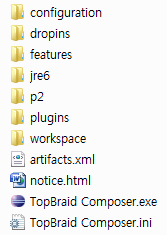 configuration
dropins
features
jre6
p2
plugins
workspace
artifacts.xml
notice.html
TopBraid Composer.exe
TopBraid Composer.ini